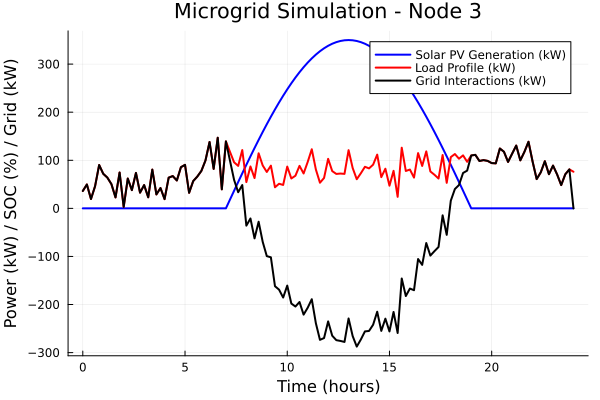 Microgrid Simulation - Node 3
Power (kW) / SOC (%) / Grid (kW)
Solar PV Generation (kW)
Load Profile (kW)
Grid Interactions (kW)
300
200
100
0
−100
−200
−300
0 5 10 15 20
Time (hours)